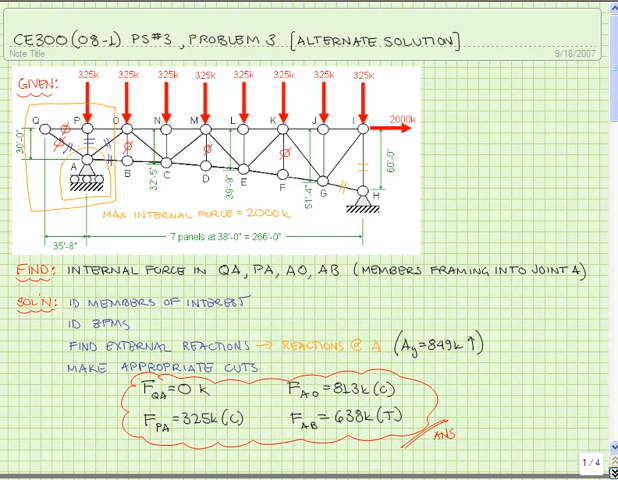 CE300(08-1) PS#3, PROBLEM 3 [ALTERNATE SOLUTION]
Note Title
9/18/2007
GIVEN:
325k 325k 325k 325k 325k 325k 325k 325k
Q P O N M L K J I 2000k
30'-0"
A B C D E F G H
32'-5"
39'-9"
51'-4"
60'-0"
MAX INTERNAL FORCE = 2000k
35'-8"
7 panels at 38'-0" = 266'-0"
FIND: INTERNAL FORCE IN QA, PA, AO, AB (MEMBERS FRAMING INTO JOINT A)
SOL'N: ID MEMBERS OF INTEREST
ID ZFMS
FIND EXTERNAL REACTIONS → REACTIONS @ A (Ay=849k↑)
MAKE APPROPRIATE CUTS
FQA=0 k FAO=813k(C)
FPA=325k(C) FAB=638k(T)
ANS
1/4